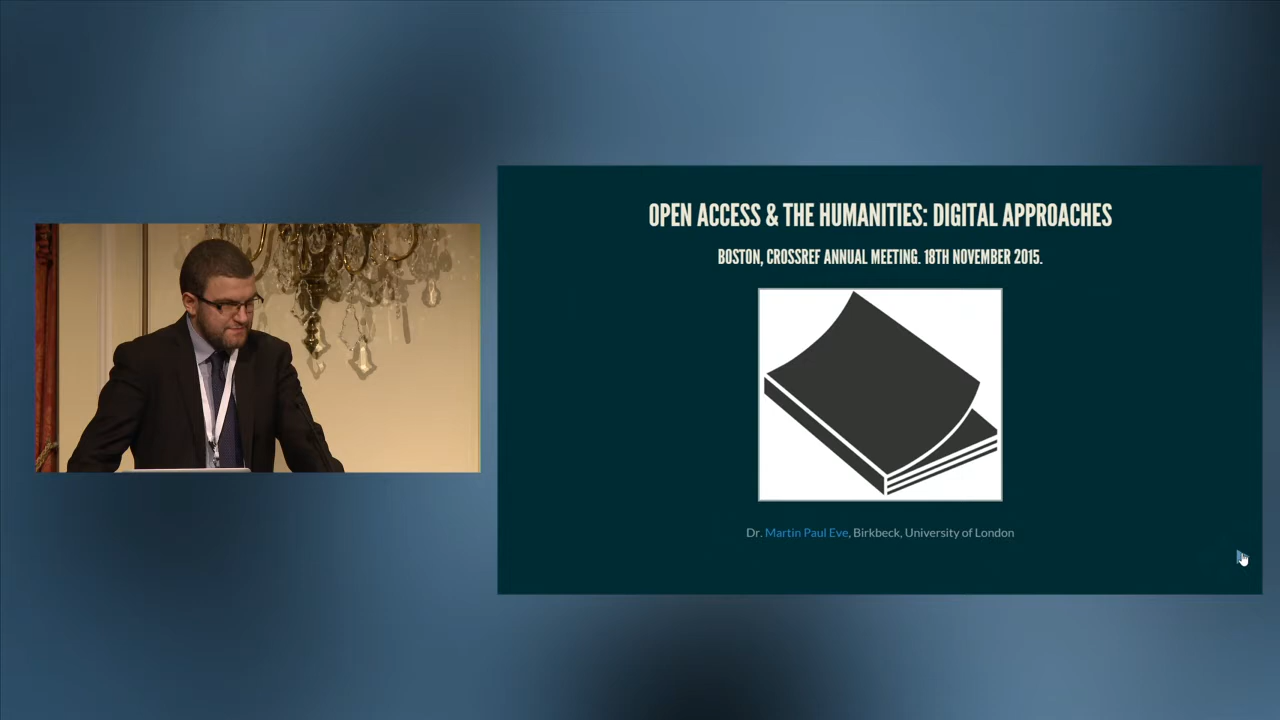 OPEN ACCESS & THE HUMANITIES: DIGITAL APPROACHES
BOSTON, CROSSREF ANNUAL MEETING. 18TH NOVEMBER 2015.
Dr. Martin Paul Eve, Birkbeck, University of London